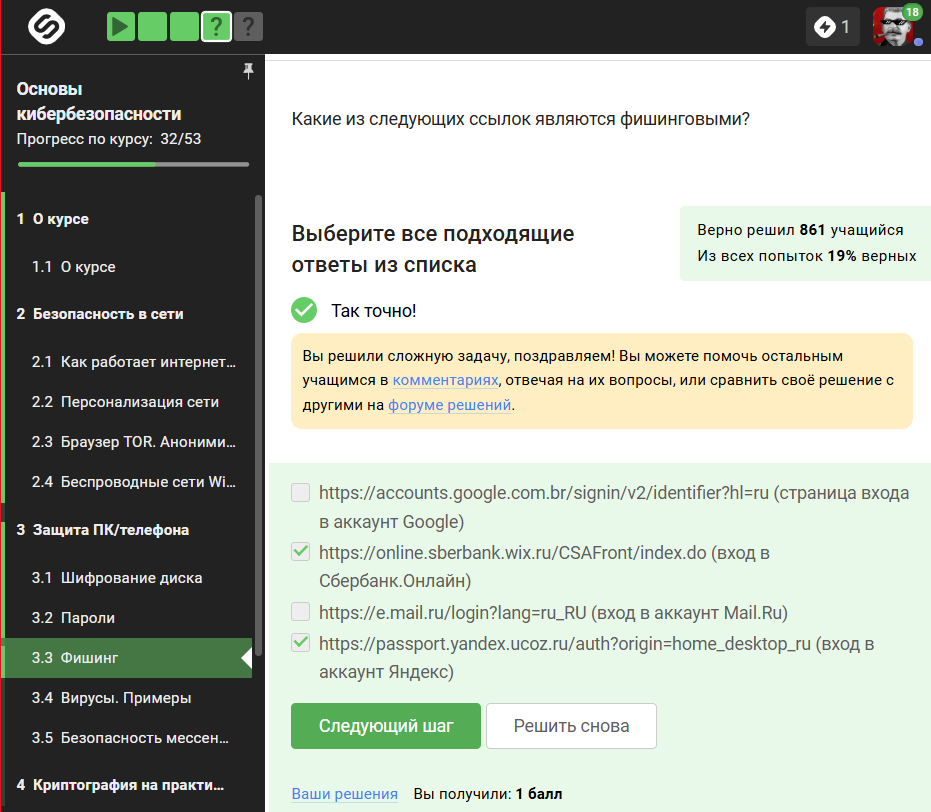 ? ?
1
18
Основы
кибербезопасности
Прогресс по курсу: 32/53
1 О курсе
1.1 О курсе
2 Безопасность в сети
2.1 Как работает интернет...
2.2 Персонализация сети
2.3 Браузер TOR. Аноними...
2.4 Беспроводные сети Wi...
3 Защита ПК/телефона
3.1 Шифрование диска
3.2 Пароли
3.3 Фишинг
3.4 Вирусы. Примеры
3.5 Безопасность мессен...
4 Криптография на практи...
Какие из следующих ссылок являются фишинговыми?
Выберите все подходящие
ответы из списка
Верно решил 861 учащийся
Из всех попыток 19% верных
Так точно!
Вы решили сложную задачу, поздравляем! Вы можете помочь остальным
учащимся в комментариях, отвечая на их вопросы, или сравнить своё решение с
другими на форуме решений.
https://accounts.google.com.br/signin/v2/identifier?hl=ru (страница входа
в аккаунт Google)
https://online.sberbank.wix.ru/CSAFront/index.do (вход в
Сбербанк.Онлайн)
https://e.mail.ru/login?lang=ru_RU (вход в аккаунт Mail.Ru)
https://passport.yandex.ucoz.ru/auth?origin=home_desktop_ru (вход в
аккаунт Яндекс)
Следующий шаг
Решить снова
Ваши решения Вы получили: 1 балл